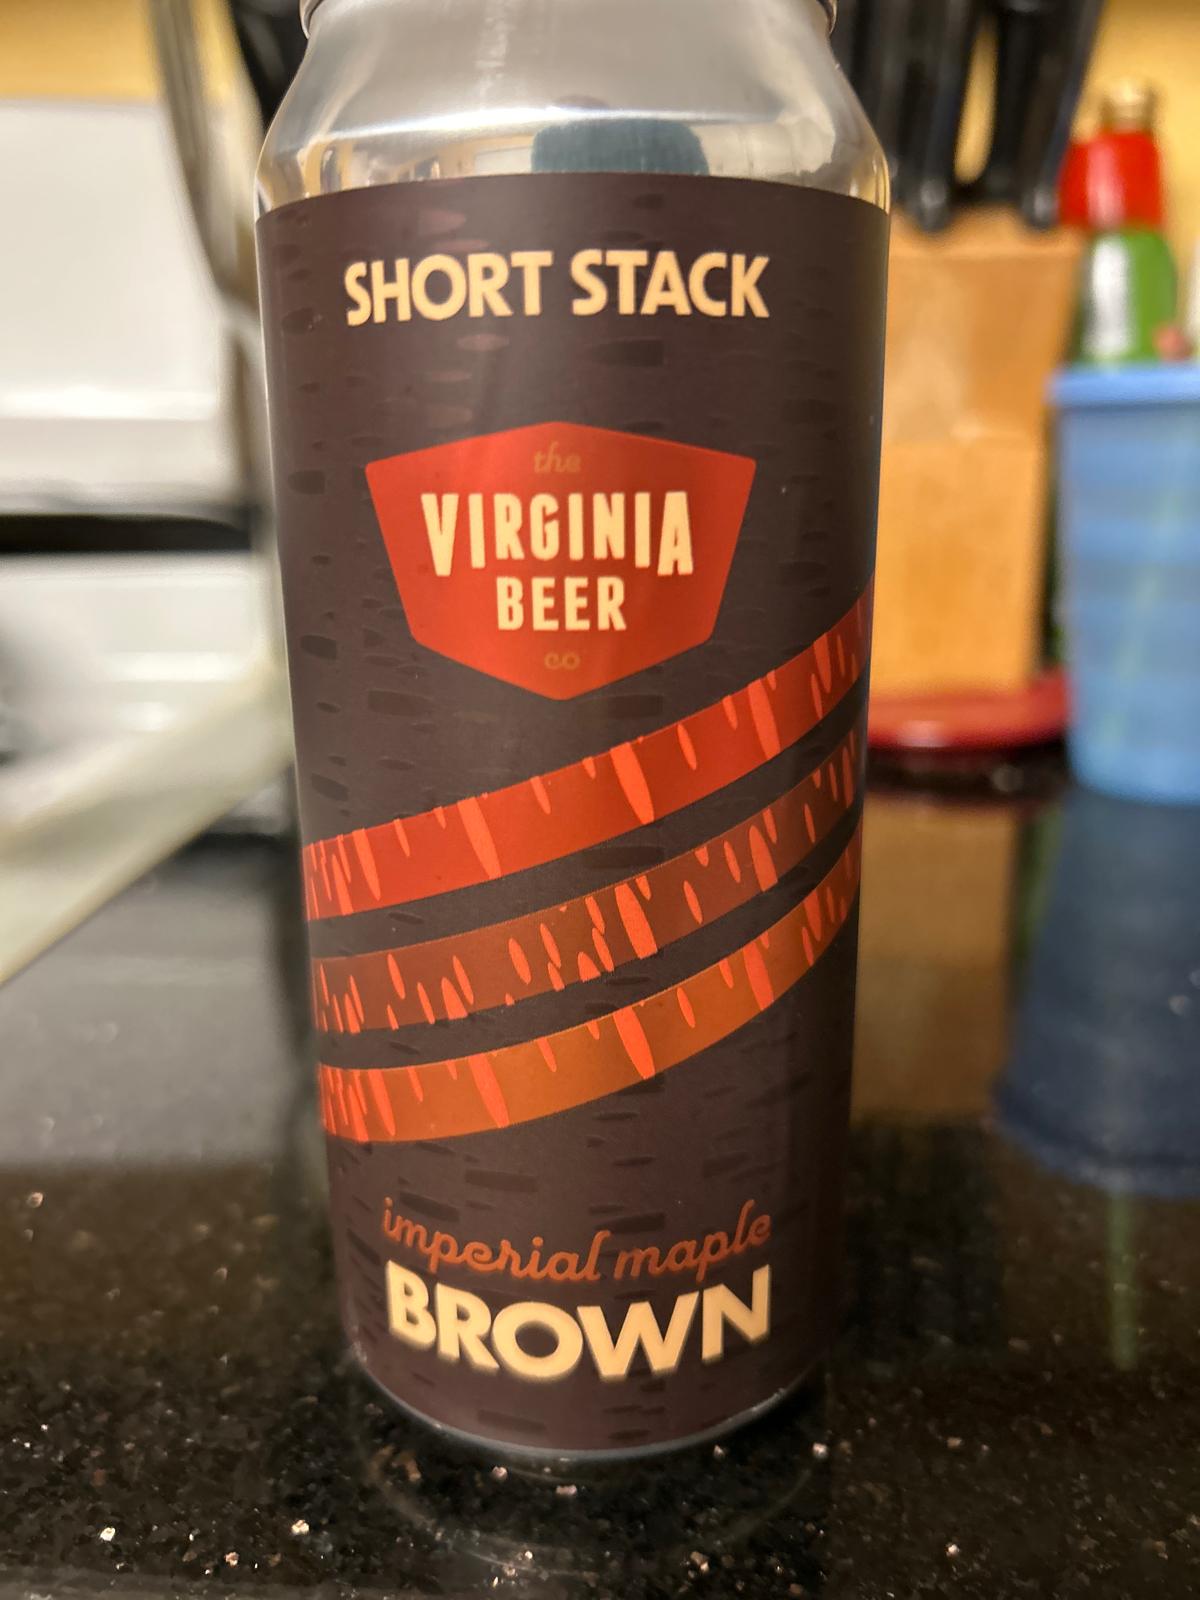 SHORT STACK
the
VIRGINIA
BEER
co
imperial maple
BROWN